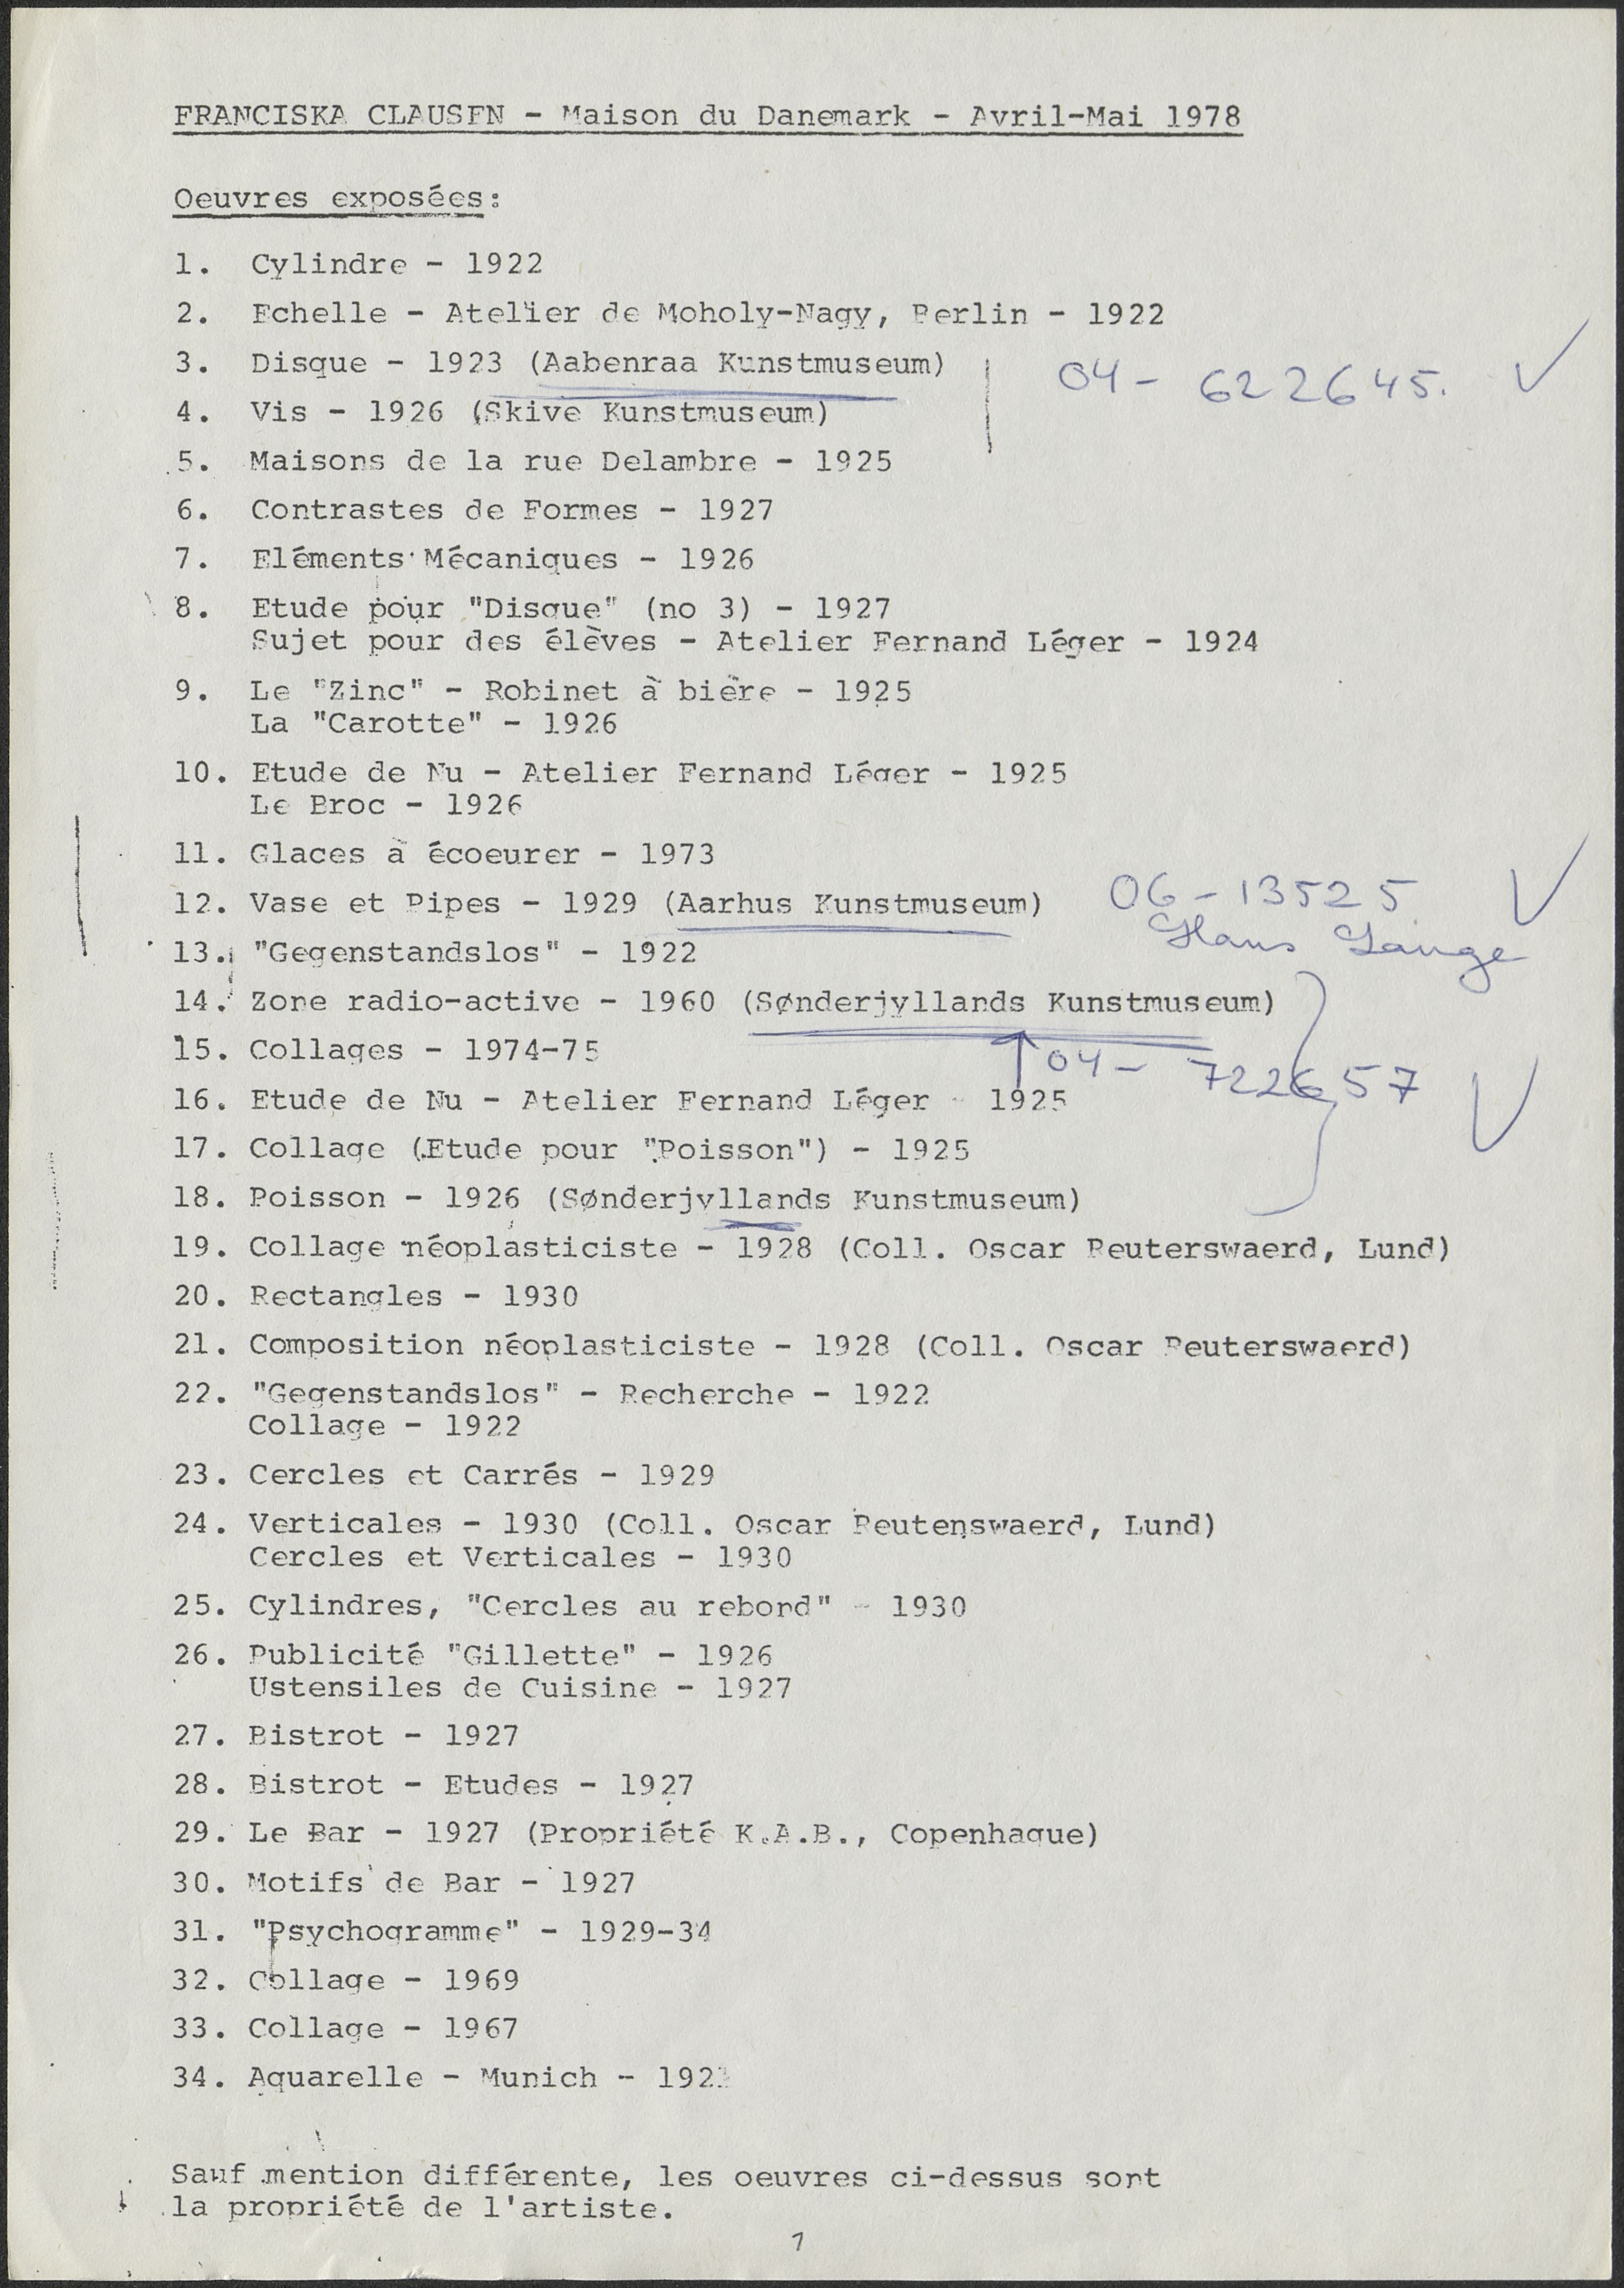 FRANCISKA CLAUSEN - Maison du Danemark - Avril-Mai 1978
Oeuvres exposées:
1. Cylindre - 1922
2. Echelle - Atelier de Moholy-Nagy, Berlin - 1922
3. Disque - 1923 (Aabenraa Kunstmuseum) 04- 622645.
4. Vis - 1926 (Skive Kunstmuseum)
5. Maisons de la rue Delambre - 1925
6. Contrastes de Formes - 1927
7. Eléments Mécaniques - 1926
8. Etude pour "Disque" (no 3) - 1927
Sujet pour des élèves - Atelier Fernand Léger - 1924
9. Le "Zinc" - Robinet à bière - 1925
La "Carotte" - 1926
10. Etude de Nu - Atelier Fernand Léger - 1925
Le Broc - 1926
11. Glaces à écoeurer - 1973
12. Vase et Pipes - 1929 (Aarhus Kunstmuseum) 06-13525
Hans Lange
13. "Gegenstandslos" - 1922
14. Zone radio-active - 1960 (Sønderjyllands Kunstmuseum)
15. Collages - 1974-75
04- 722657
16. Etude de Nu - Atelier Fernand Léger - 1925
17. Collage (Etude pour "Poisson") - 1925
18. Poisson - 1926 (Sønderjyllands Kunstmuseum)
19. Collage néoplasticiste - 1928 (Coll. Oscar Reuterswaerd, Lund)
20. Rectangles - 1930
21. Composition néoplasticiste - 1928 (Coll. Oscar Reuterswaerd)
22. "Gegenstandslos" - Recherche - 1922
Collage - 1922
23. Cercles et Carrés - 1929
24. Verticales - 1930 (Coll. Oscar Reutenswaerd, Lund)
Cercles et Verticales - 1930
25. Cylindres, "Cercles au rebord" - 1930
26. Publicité "Gillette" - 1926
Ustensiles de Cuisine - 1927
27. Bistrot - 1927
28. Bistrot - Etudes - 1927
29. Le Bar - 1927 (Propriété K.A.B., Copenhague)
30. Motifs de Bar - 1927
31. "Psychogramme" - 1929-34
32. Collage - 1969
33. Collage - 1967
34. Aquarelle - Munich -
Sauf mention différente, les oeuvres ci-dessus sont
la propriété de l'artiste.